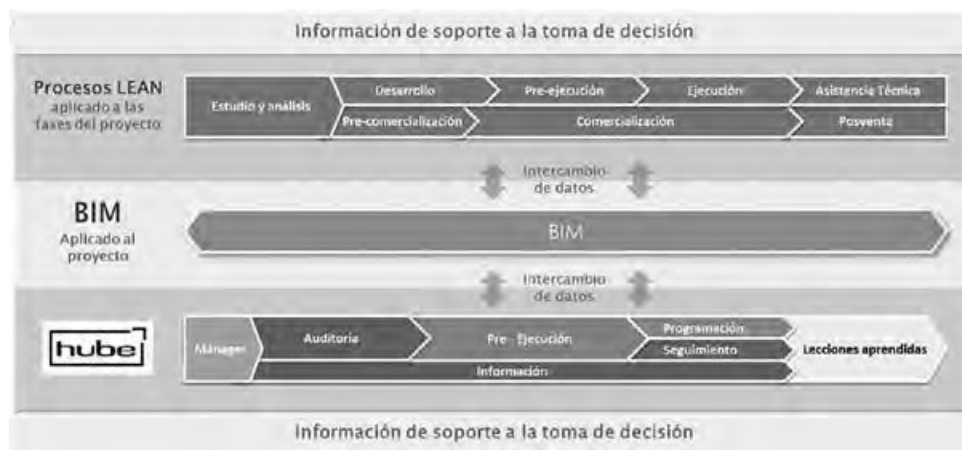 Información de soporte a la toma de decisión
Procesos LEAN
aplicado a las
faxes del proyecto
Estudio y análisis
Desarrollo
Pre-ejecución
Ejecución
Asistencia Técnica
Pre-comercialización
Comercialización
Posventa
Intercambio
de datos
BIM
Aplicado al
proyecto
BIM
Intercambio
de datos
hube
Mánager
Auditoria
Pre - Ejecución
Programación
Seguimiento
Información
Lecciones aprendidas
Información de soporte a la toma de decisión